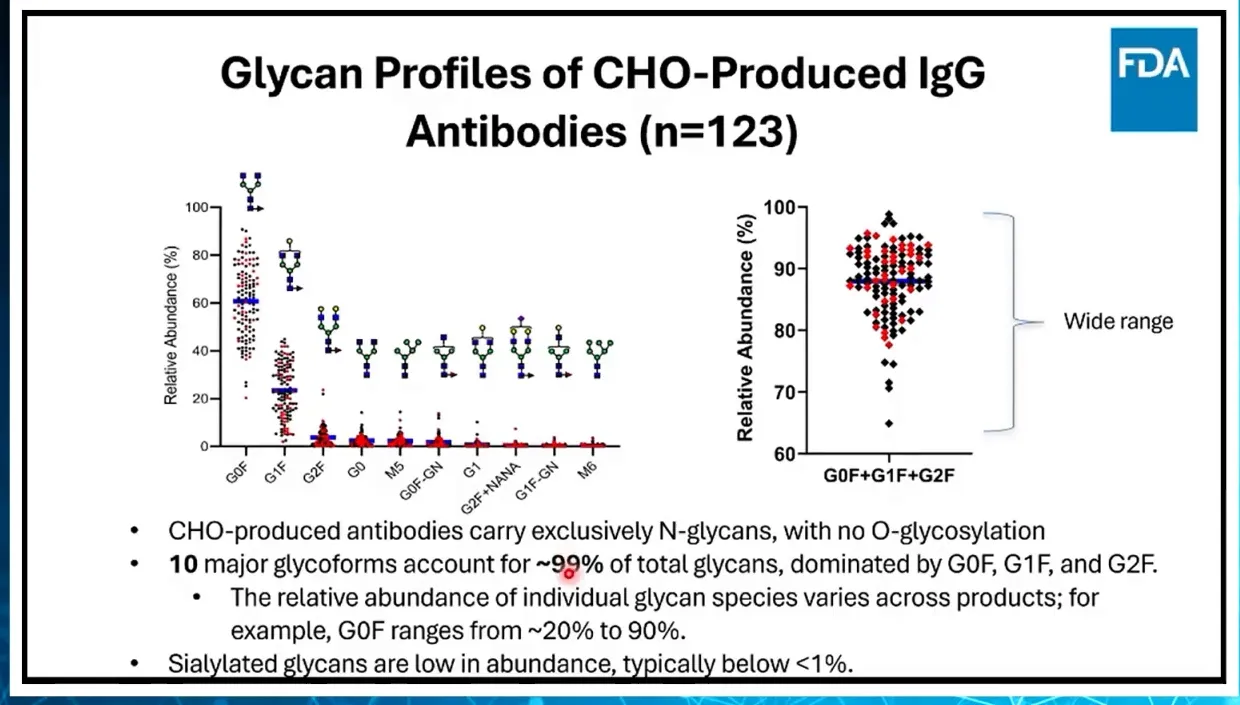 Glycan Profiles of CHO-Produced IgG
Antibodies (n=123)
FDA
Relative Abundance (%)
100
80
60
40
20
0
G0F
G1F
G2F
G0
M5
G0F-GN
G1
G2F+NANA
G1F-GN
M6
Relative Abundance (%)
100
90
80
70
60
G0F+G1F+G2F
Wide range
• CHO-produced antibodies carry exclusively N-glycans, with no O-glycosylation
• 10 major glycoforms account for ~99% of total glycans, dominated by G0F, G1F, and G2F.
• The relative abundance of individual glycan species varies across products; for
example, G0F ranges from ~20% to 90%.
• Sialylated glycans are low in abundance, typically below <1%.